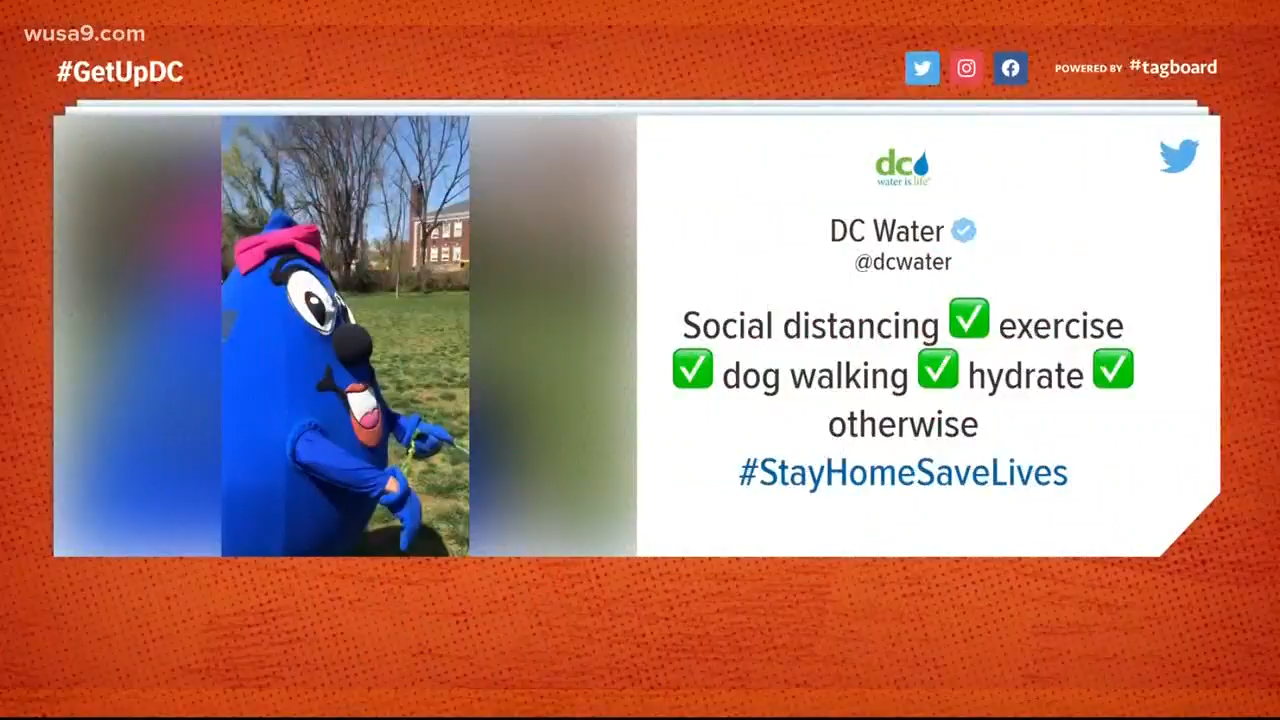 wusa9.com
#GetUpDC
POWERED BY #tagboard
dc
water is life
DC Water
@dcwater
Social distancing ✅ exercise
✅ dog walking ✅ hydrate ✅
otherwise
#StayHomeSaveLives